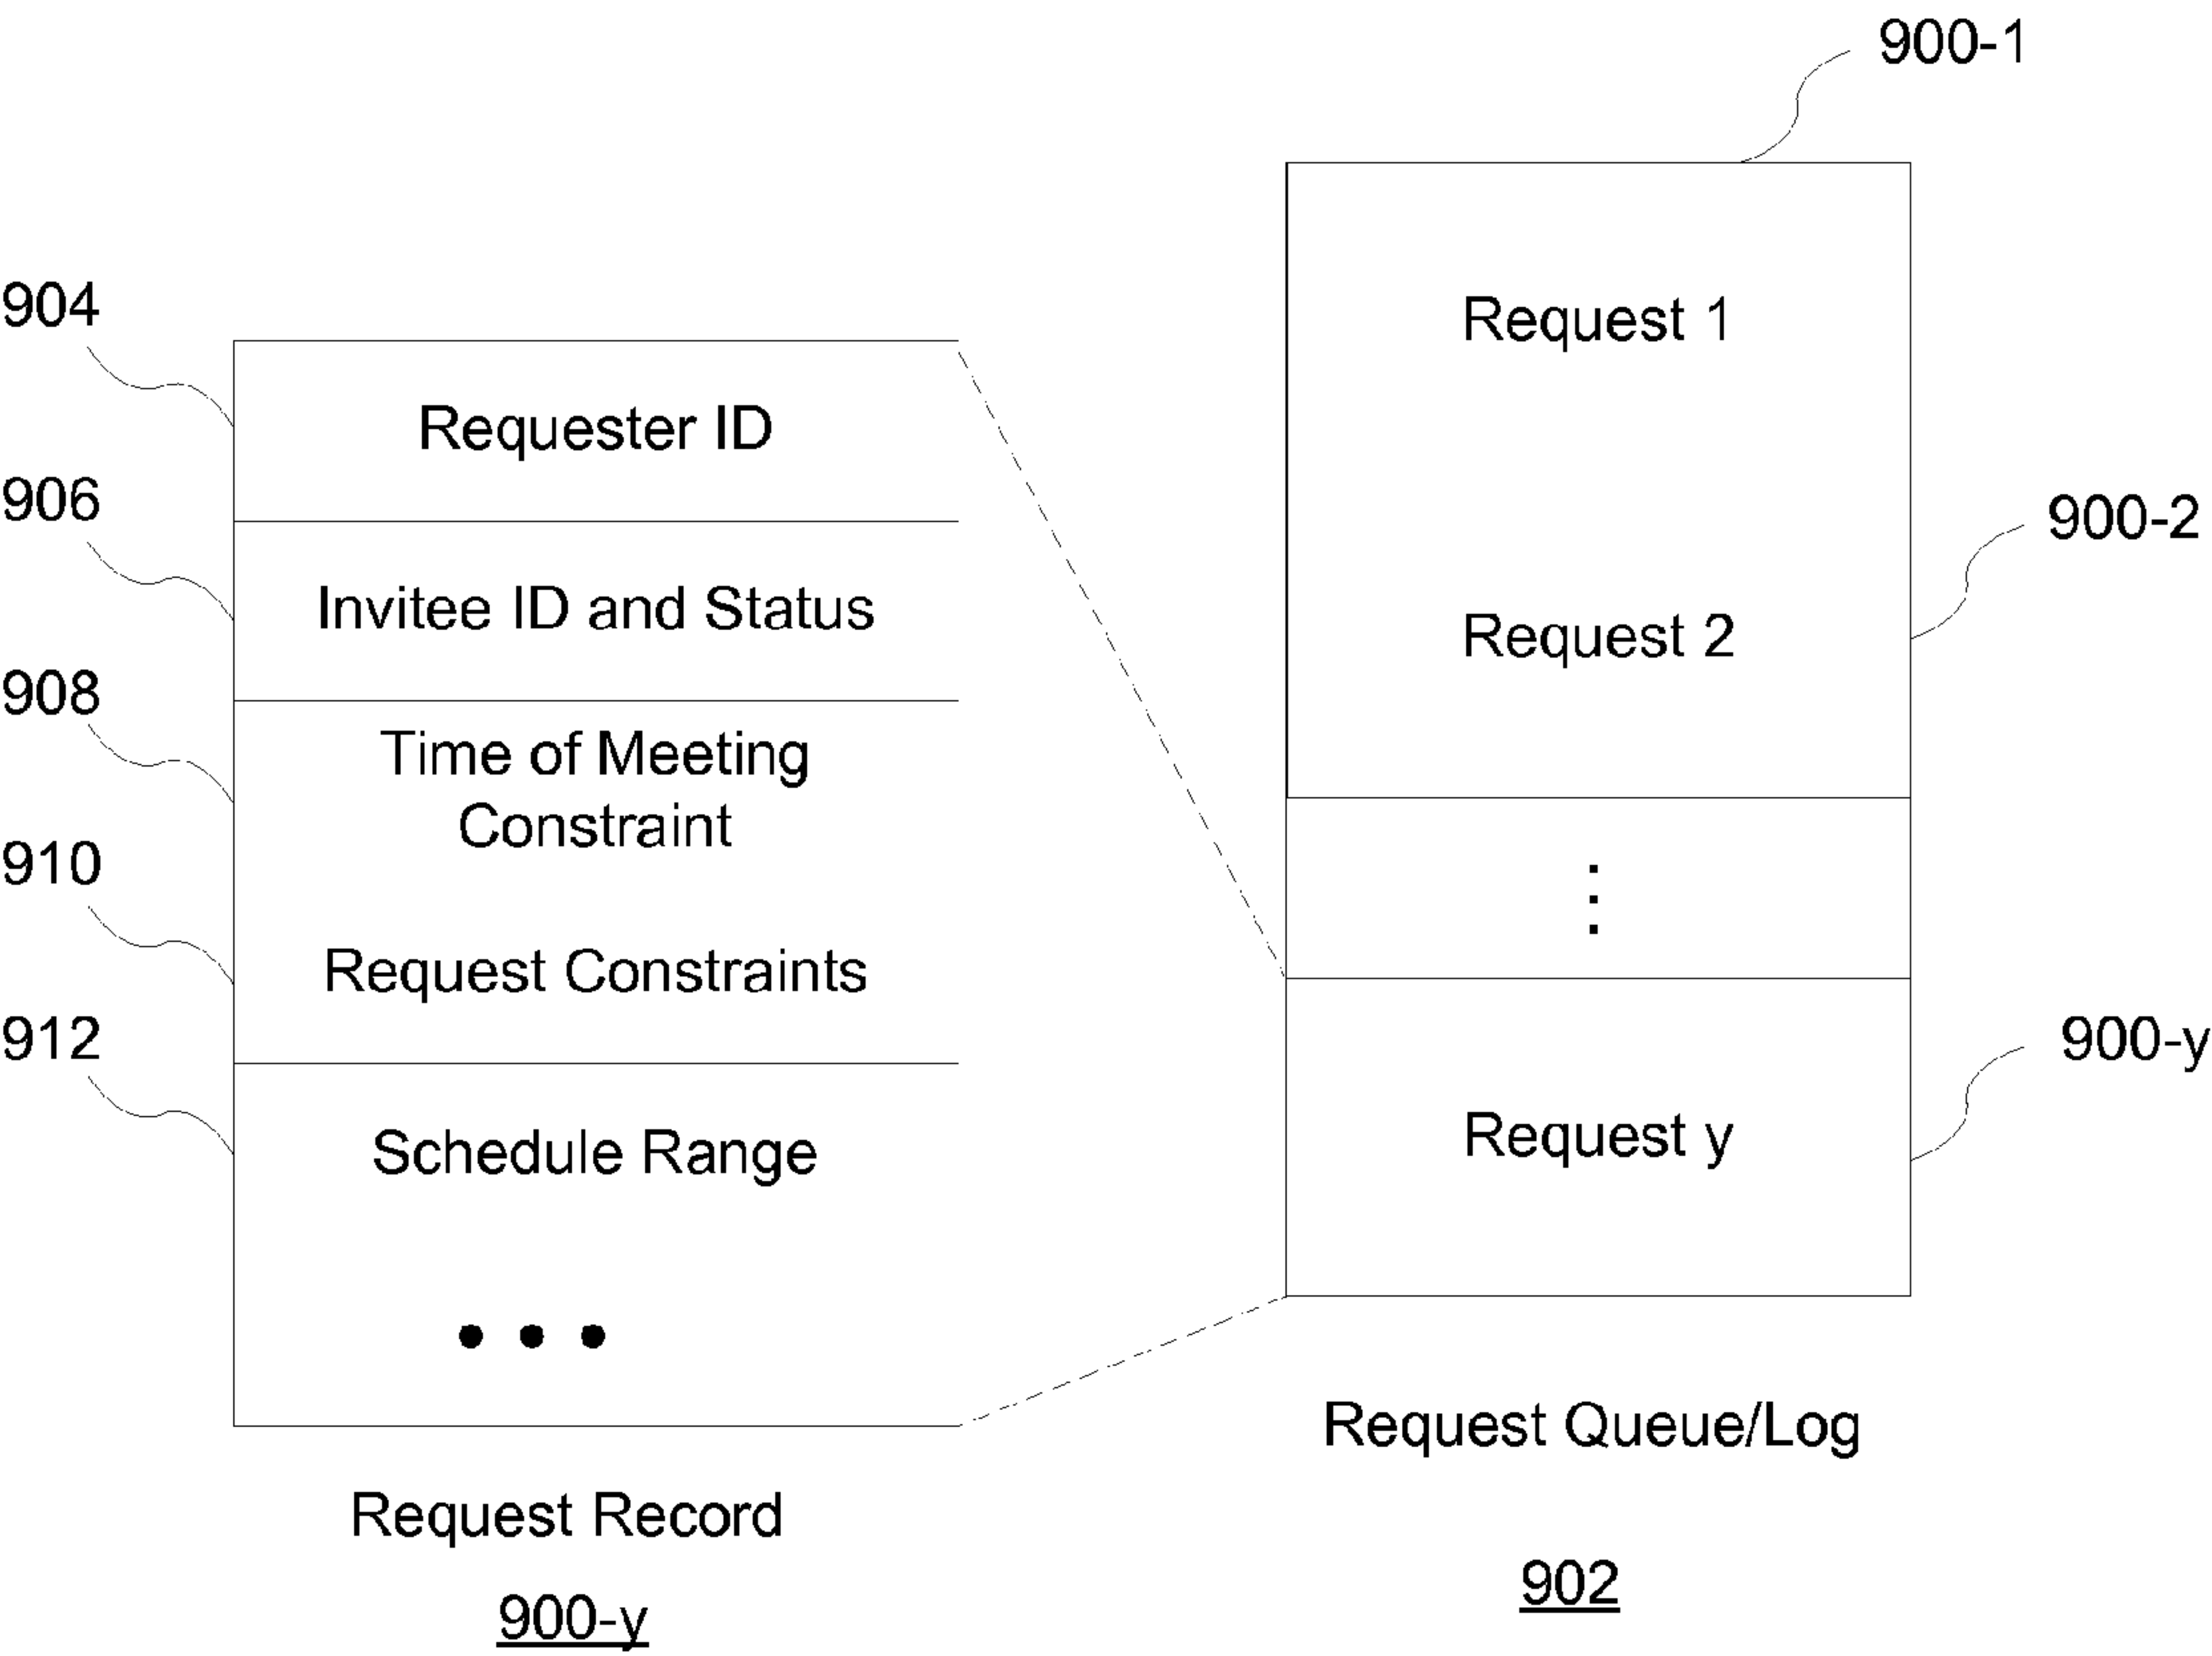 900-1
Request 1
904
Requester ID
906
Invitee ID and Status
900-2
Request 2
908
Time of Meeting
Constraint
910
Request Constraints
912
Schedule Range
• • •
900-y
Request y
Request Queue/Log
902
Request Record
900-y